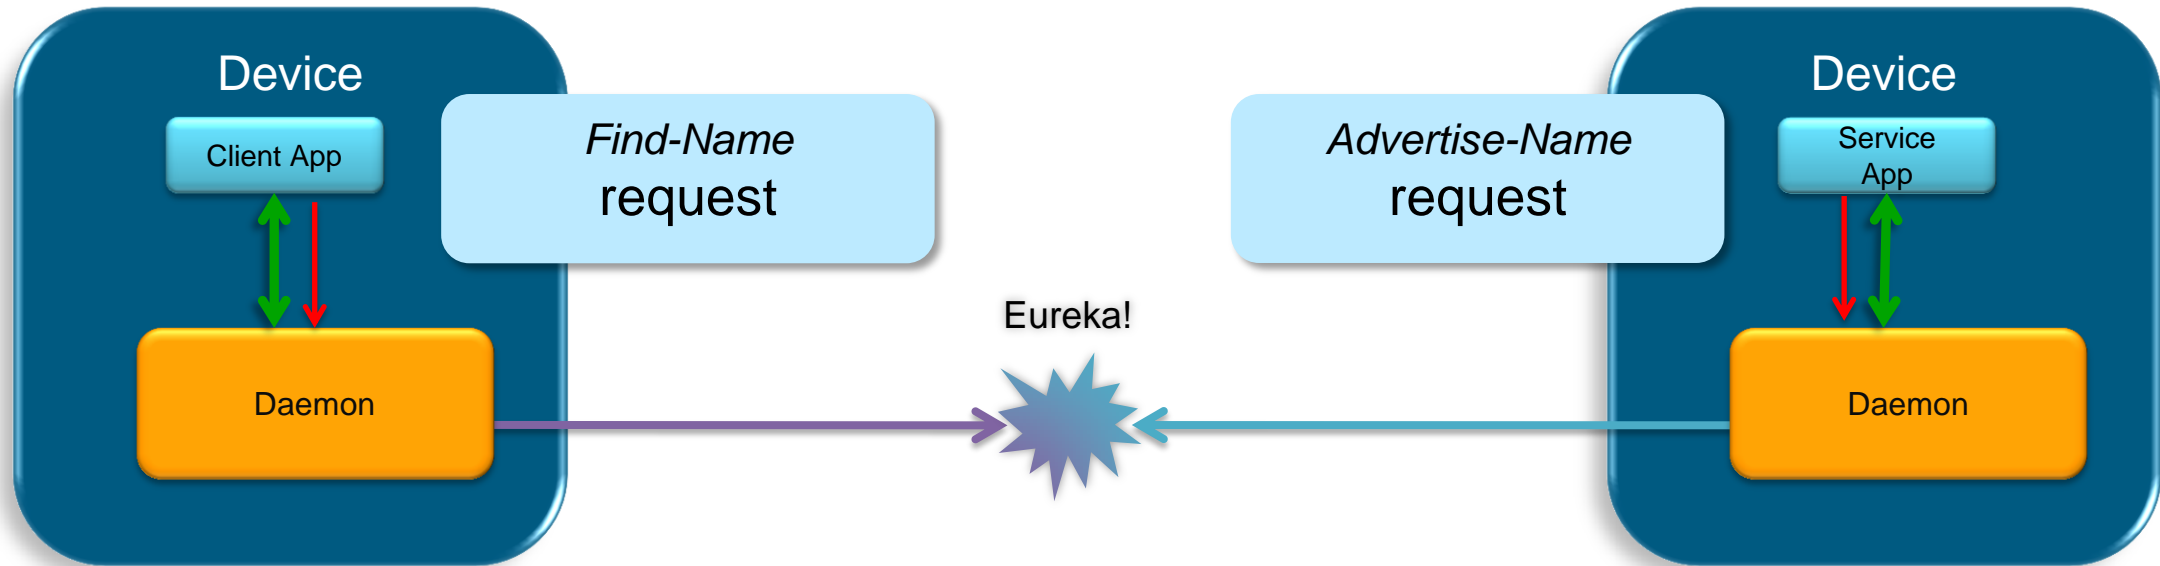 Device
Client App
Find-Name
request
Daemon
Eureka!
Advertise-Name
request
Device
Service
App
Daemon